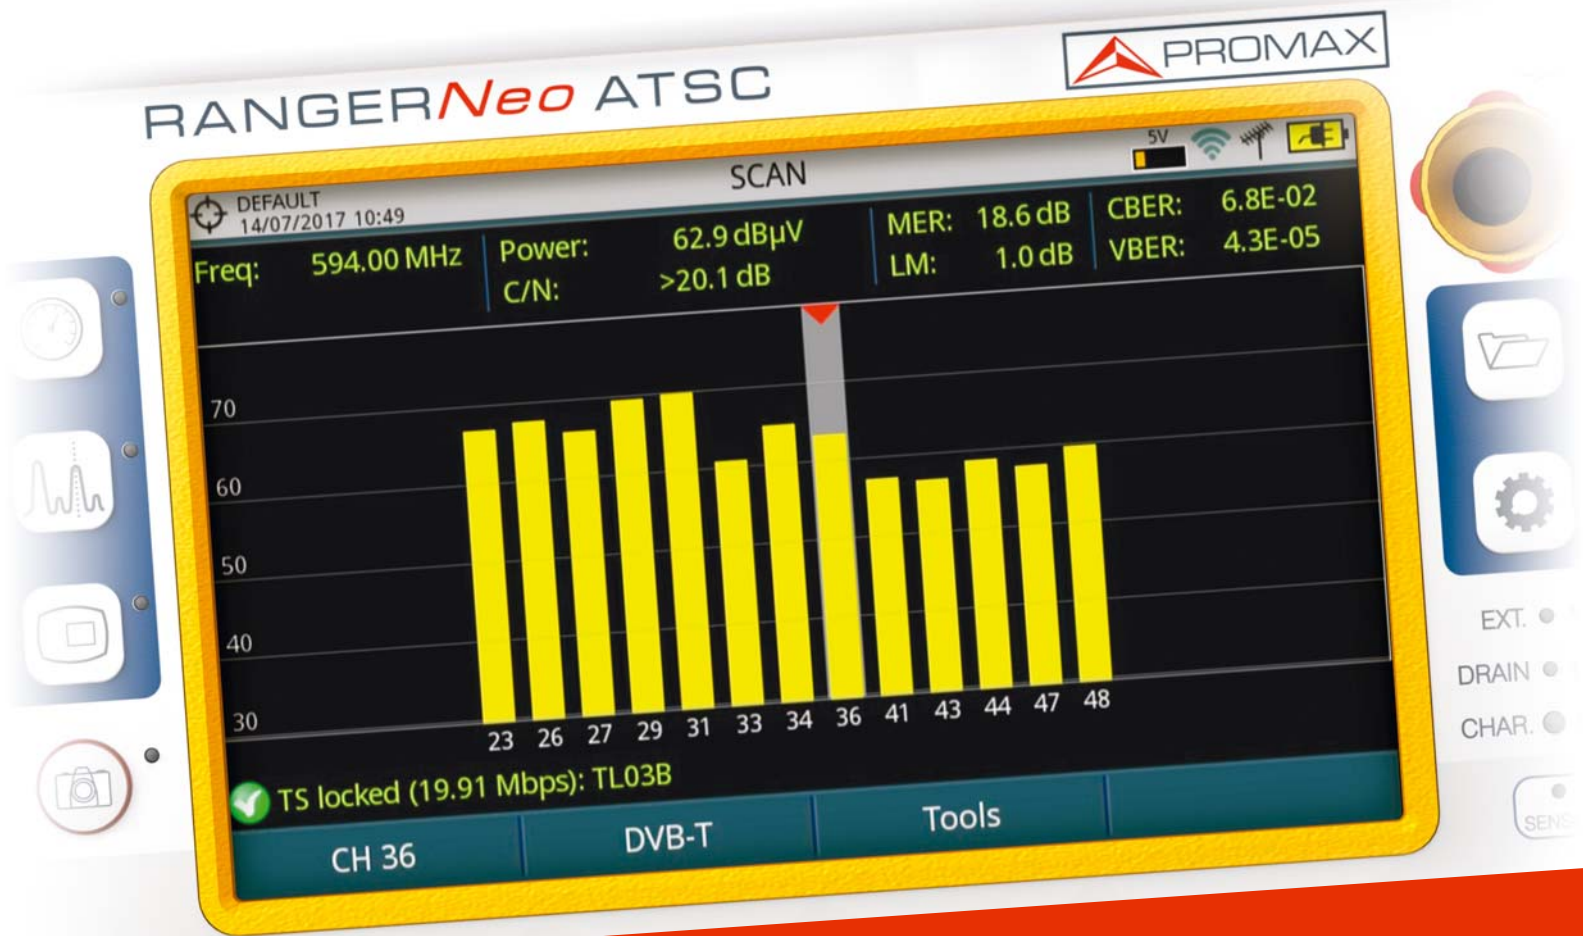 RANGERNeo ATSC
PROMAX
DEFAULT
14/07/2017 10:49
SCAN
5V
Freq: 594.00 MHz
Power: 62.9 dBµV
C/N: >20.1 dB
MER: 18.6 dB
LM: 1.0 dB
CBER: 6.8E-02
VBER: 4.3E-05
70
60
50
40
30
23 26 27 29 31 33 34 36 41 43 44 47 48
TS locked (19.91 Mbps): TL03B
CH 36 DVB-T Tools
EXT.
DRAIN
CHAR.